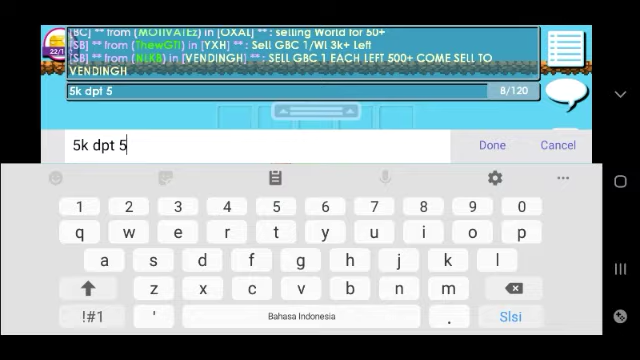 [BC] ** from (MOTIVATEz) in [OXAL] ** : selling World for 50+
[SB] ** from (ThewGTI) in [YXH] ** : Sell GBC 1/Wl 3k+ Left
[SB] ** from (NLKB) in [VENDINGH] ** : SELL GBC 1 EACH LEFT 500+ COME SELL TO
VENDINGH
22/1
5k dpt 5 8/120
5k dpt 5 Done Cancel
1 2 3 4 5 6 7 8 9 0
q w e r t y u i o p
a s d f g h j k l
z x c v b n m
!#1 ' Bahasa Indonesia . Slsi